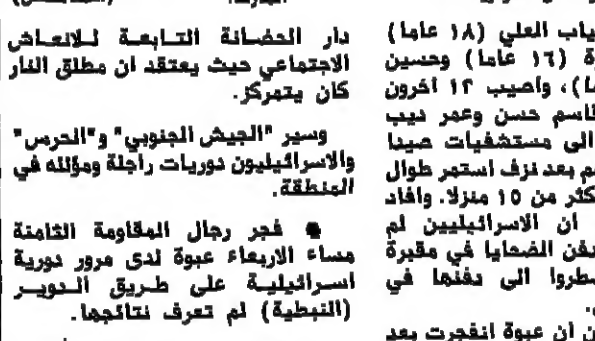 دار الحضانة التابعة للانعاش
الاجتماعي حيث يعتقد ان مطلق النار
كان يتمركز.
وسير "الجيش الجنوبي" و"الحرس"
والاسرائيليون دوريات راجلة ومؤلله في
المنطقة.
● فجر رجال المقاومة الثامنة
مساء الاربعاء عبوة لدى مرور دورية
اسرائيلية على طريق الدوير
(النبطية) لم تعرف نتائجها.
ياب العلي (١٨ عاما)
ة (١٦ عاما) وحسين
ما)، واصيب ١٢ آخرون
قاسم حسن وعمر ديب
الى مستشفيات صيدا
م بعد نزف استمر طوال
كثر من ١٥ منزلا. وافاد
ان الاسرائيليين لم
دفن الضحايا في مقبرة
سطروا الى دفنها في
ن ان عبوة انفجرت بعد